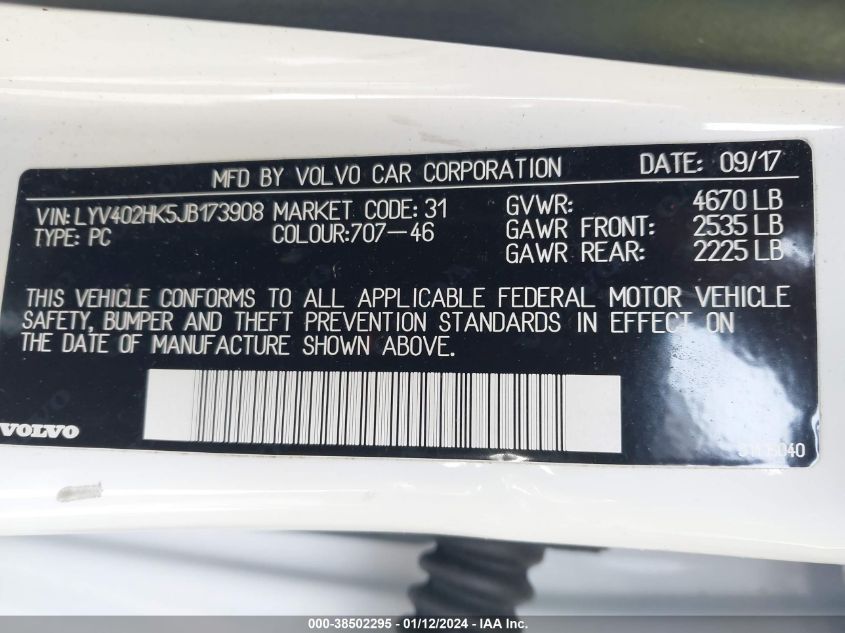 MFD BY VOLVO CAR CORPORATION DATE: 09/17
VIN: LYV402HK5JB173908 MARKET CODE: 31 GVWR: 4670 LB
TYPE: PC COLOUR:707-46 GAWR FRONT: 2535 LB
GAWR REAR: 2225 LB
THIS VEHICLE CONFORMS TO ALL APPLICABLE FEDERAL MOTOR VEHICLE
SAFETY, BUMPER AND THEFT PREVENTION STANDARDS IN EFFECT ON
THE DATE OF MANUFACTURE SHOWN ABOVE.
VOLVO
000-38502295 - 01/12/2024 - IAA Inc.